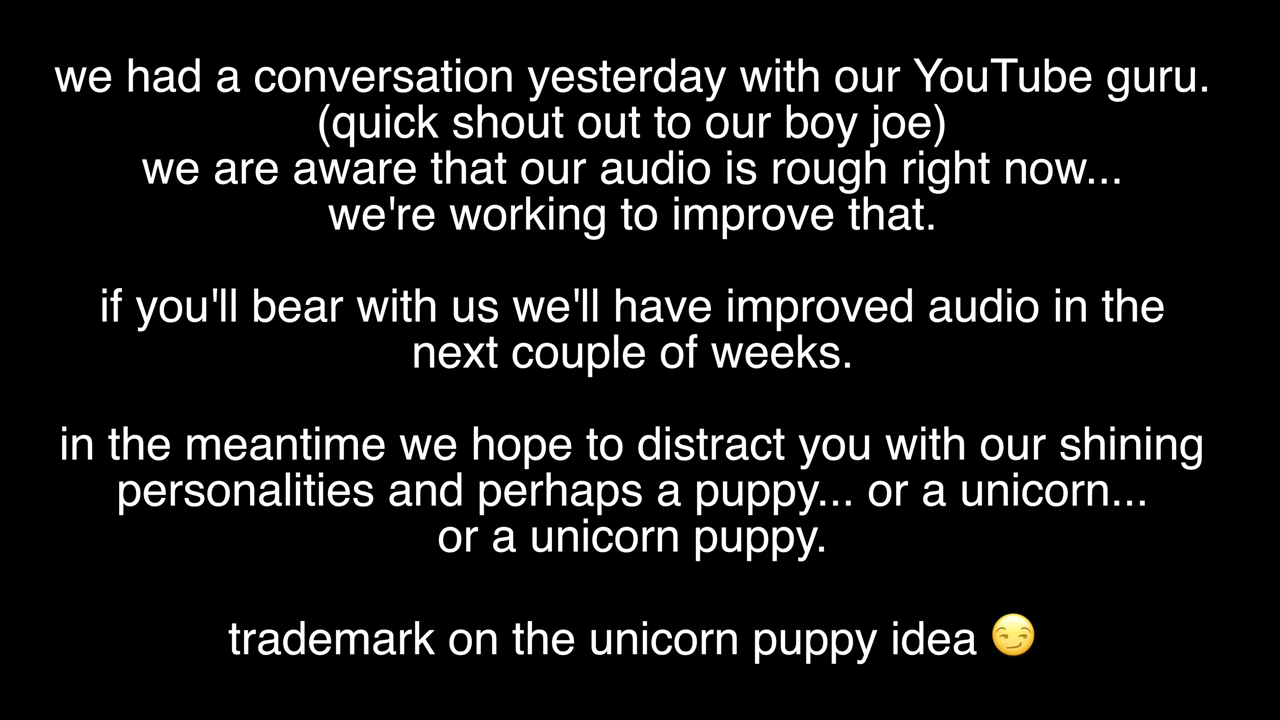 we had a conversation yesterday with our YouTube guru.
(quick shout out to our boy joe)
we are aware that our audio is rough right now...
we're working to improve that.
if you'll bear with us we'll have improved audio in the
next couple of weeks.
in the meantime we hope to distract you with our shining
personalities and perhaps a puppy... or a unicorn...
or a unicorn puppy.
trademark on the unicorn puppy idea 😏